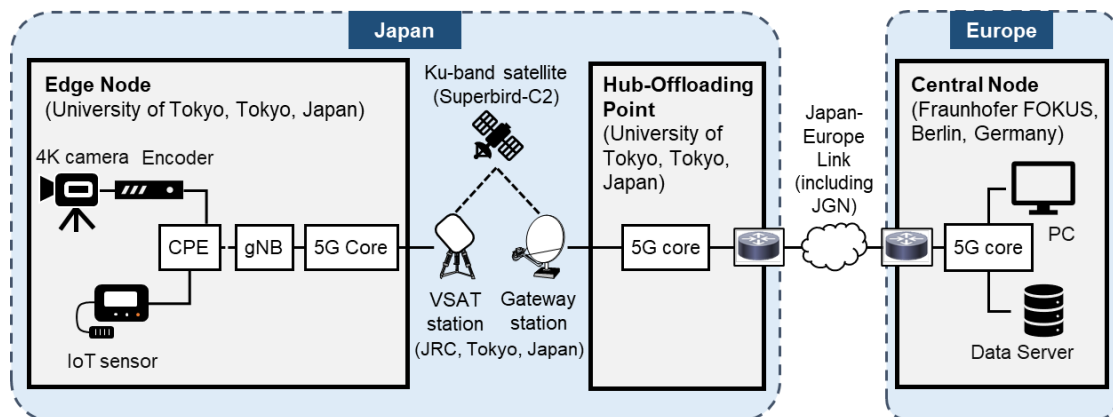 Japan
Europe
Edge Node
(University of Tokyo, Tokyo, Japan)
4K camera
Encoder
CPE
gNB
5G Core
IoT sensor
Ku-band satellite
(Superbird-C2)
VSAT
station
Gateway
station
(JRC, Tokyo, Japan)
Hub-Offloading
Point
(University of
Tokyo, Tokyo,
Japan)
5G core
Japan-
Europe
Link
(including
JGN)
Central Node
(Fraunhofer FOKUS,
Berlin, Germany)
5G core
PC
Data Server